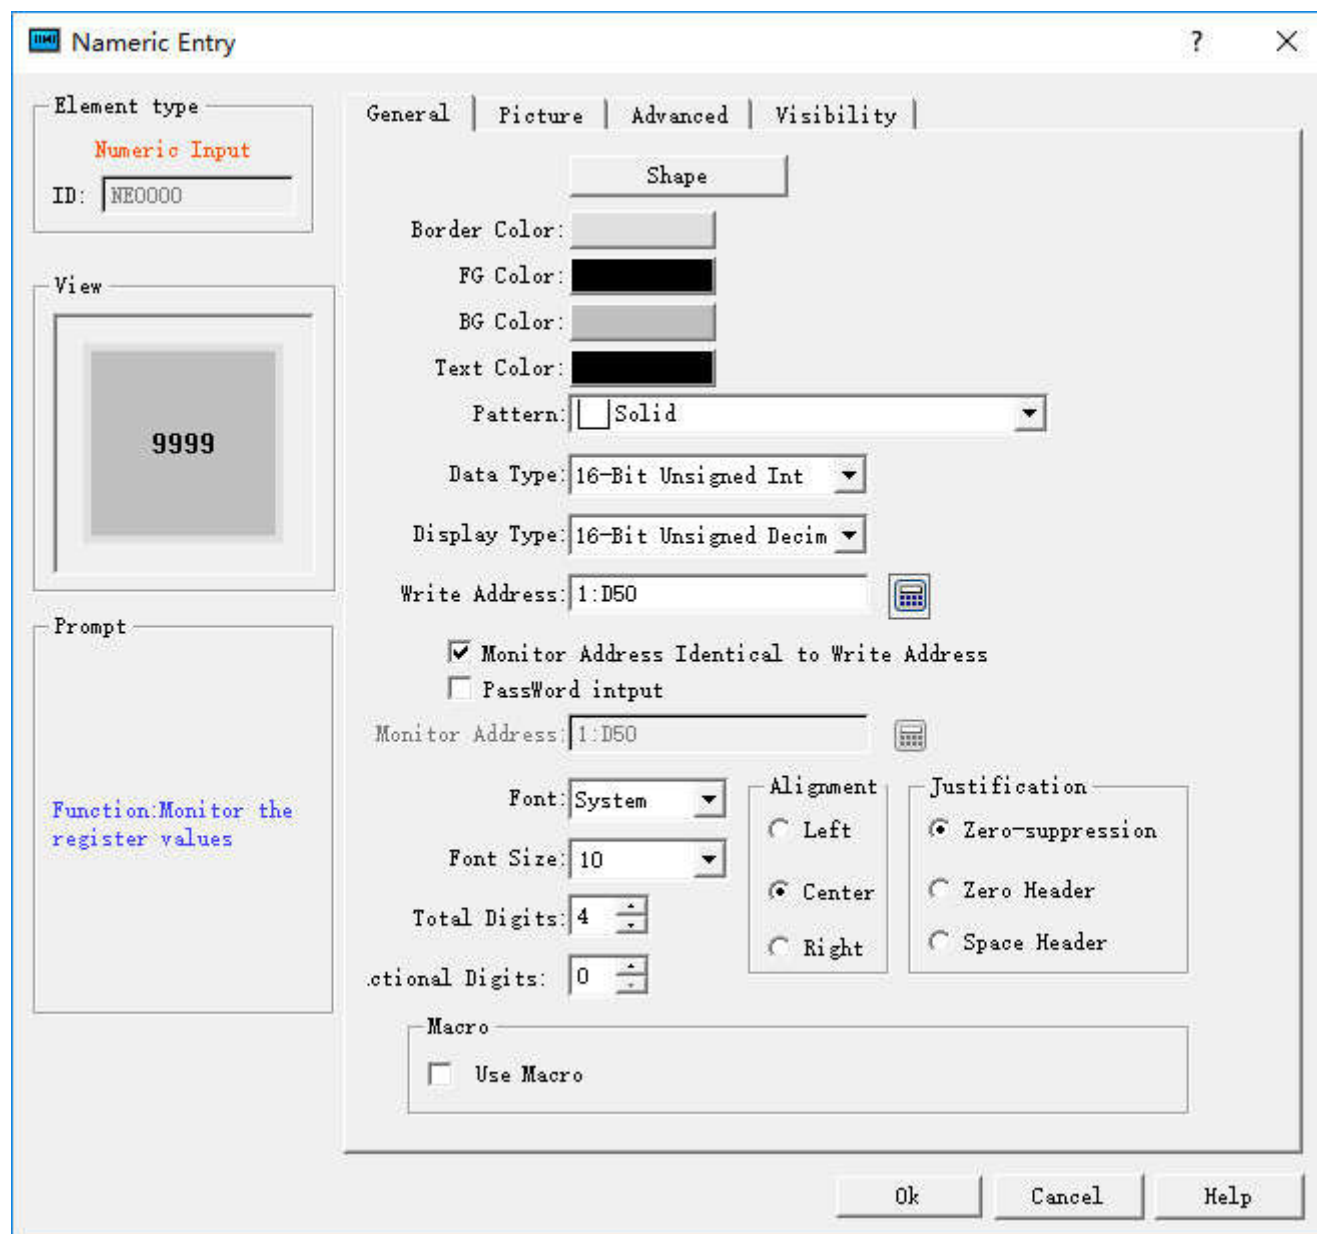 Nameric Entry
?
Element type
Numeric Input
ID: NE0000
View
9999
Prompt
Function:Monitor the
register values
General Picture Advanced Visibility
Shape
Border Color:
FG Color:
BG Color:
Text Color:
Pattern: Solid
Data Type: 16-Bit Unsigned Int
Display Type: 16-Bit Unsigned Decim
Write Address: 1:D50
Monitor Address Identical to Write Address
PassWord intput
Monitor Address: 1:D50
Font: System
Font Size: 10
Total Digits: 4
.ctional Digits: 0
Alignment
Left
Center
Right
Justification
Zero-suppression
Zero Header
Space Header
Macro
Use Macro
Ok Cancel Help